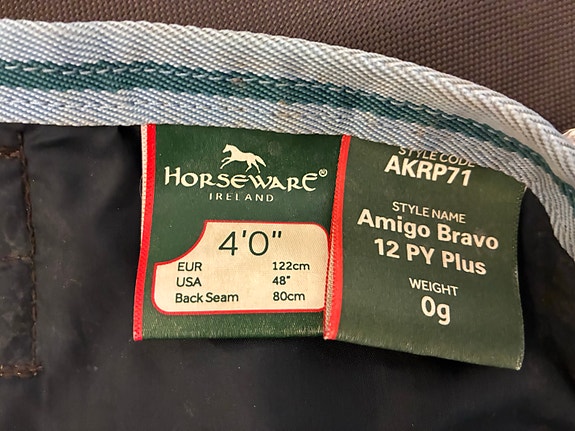 HORSEWARE®
IRELAND
4'0"
EUR 122cm
USA 48"
Back Seam 80cm
STYLE CODE
AKRP71
STYLE NAME
Amigo Bravo
12 PY Plus
WEIGHT
0g